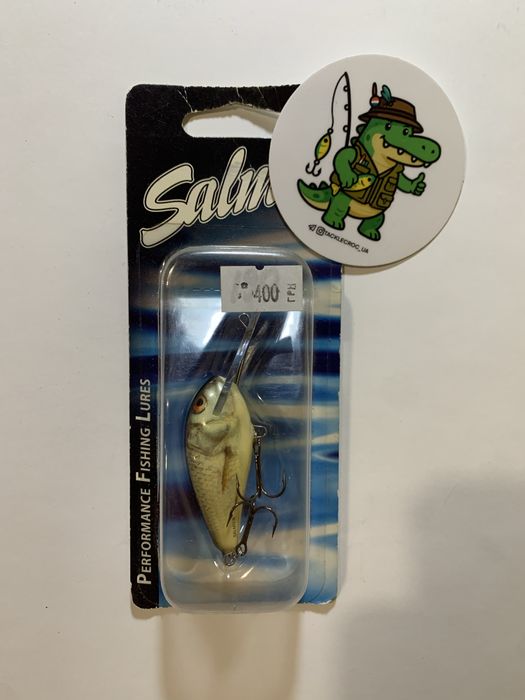 Salm
TACKLECROC_UA
400 ГРН
PERFORMANCE FISHING LURES